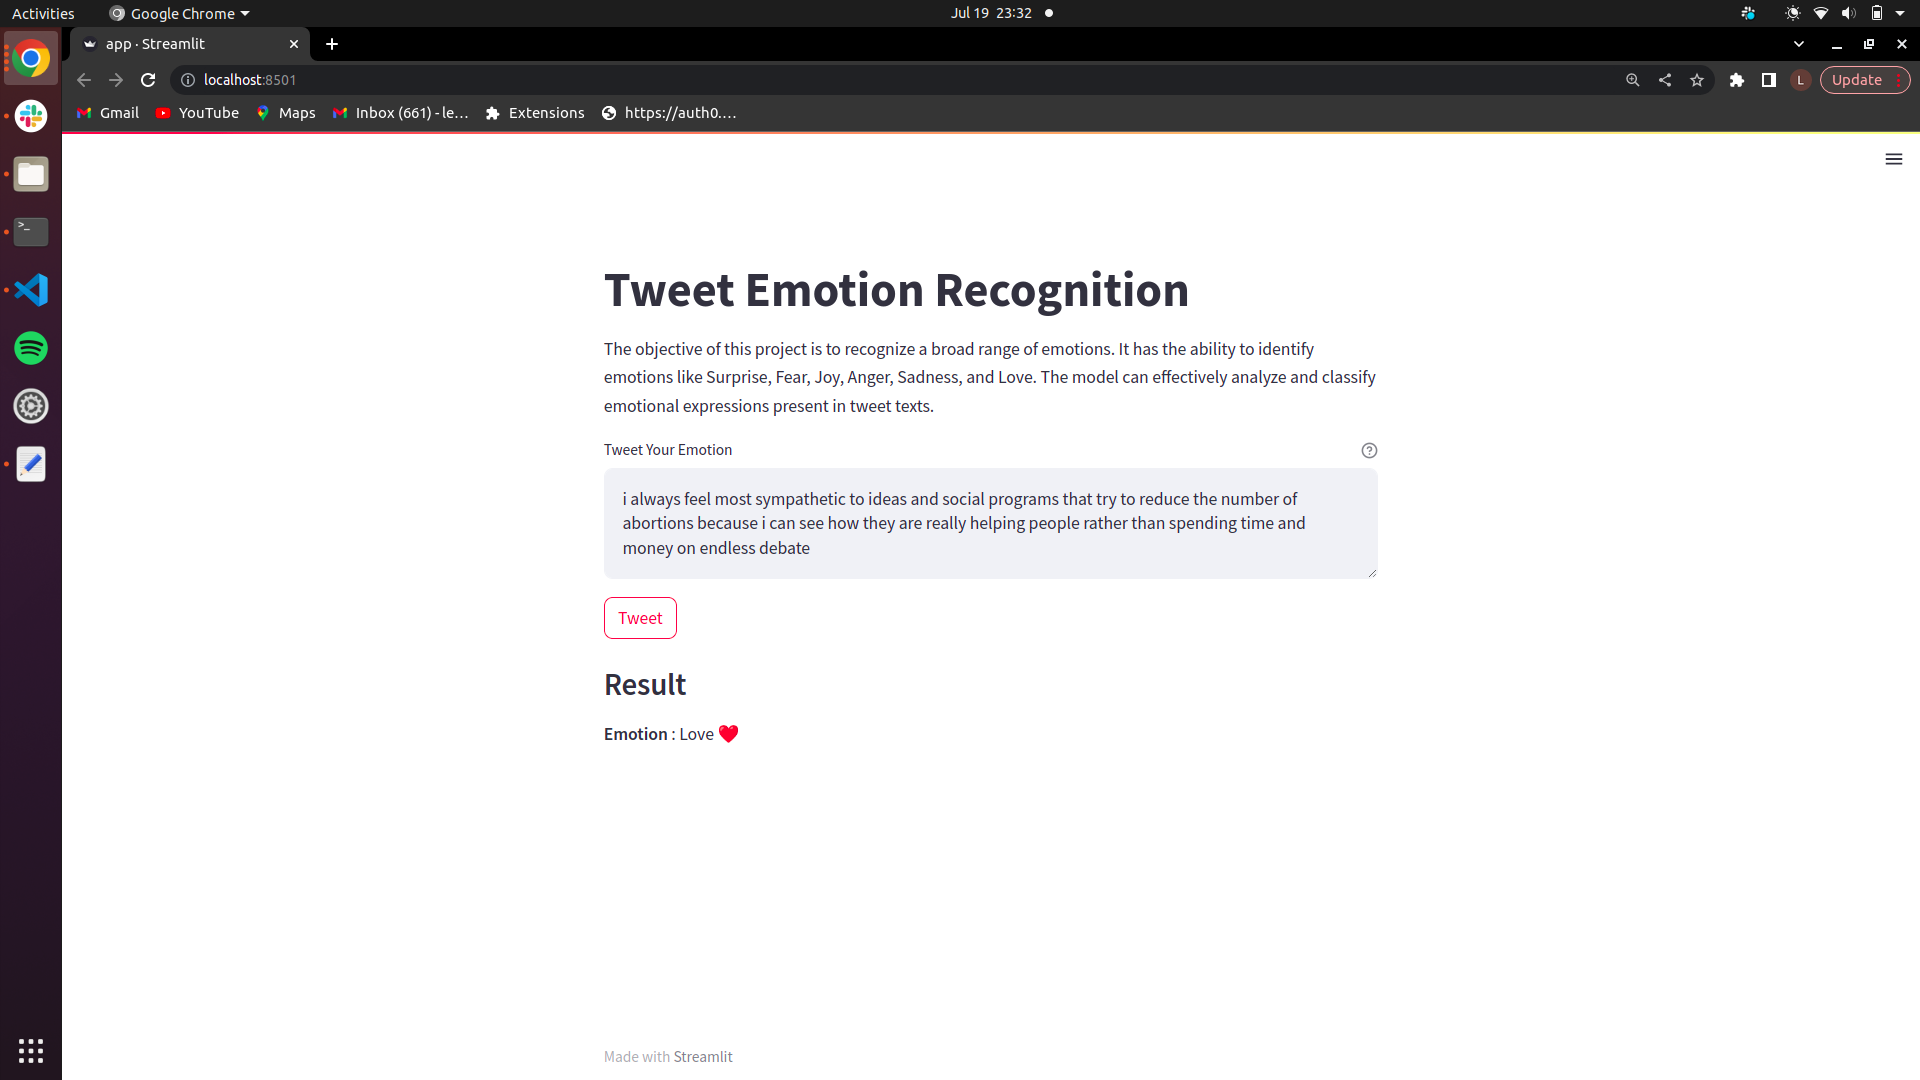 Activities
Google Chrome
Jul 19 23:32
app · Streamlit
localhost:8501
L
Update
Gmail
YouTube
Maps
Inbox (661) - le...
Extensions
https://auth0....
Tweet Emotion Recognition
The objective of this project is to recognize a broad range of emotions. It has the ability to identify
emotions like Surprise, Fear, Joy, Anger, Sadness, and Love. The model can effectively analyze and classify
emotional expressions present in tweet texts.
Tweet Your Emotion
i always feel most sympathetic to ideas and social programs that try to reduce the number of
abortions because i can see how they are really helping people rather than spending time and
money on endless debate
Tweet
Result
Emotion : Love ❤️
Made with Streamlit